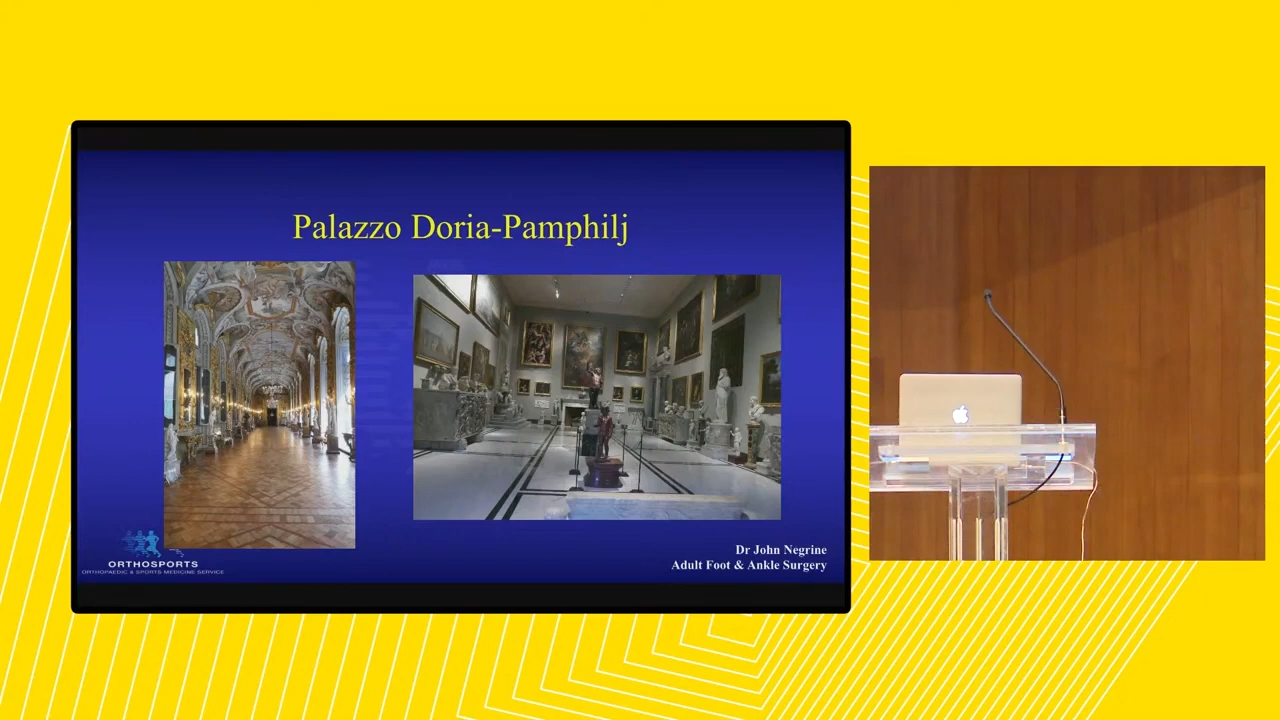 Palazzo Doria-Pamphilj
ORTHOSPORTS
ORTHOPAEDIC & SPORTS MEDICINE SERVICE
Dr John Negrine
Adult Foot & Ankle Surgery